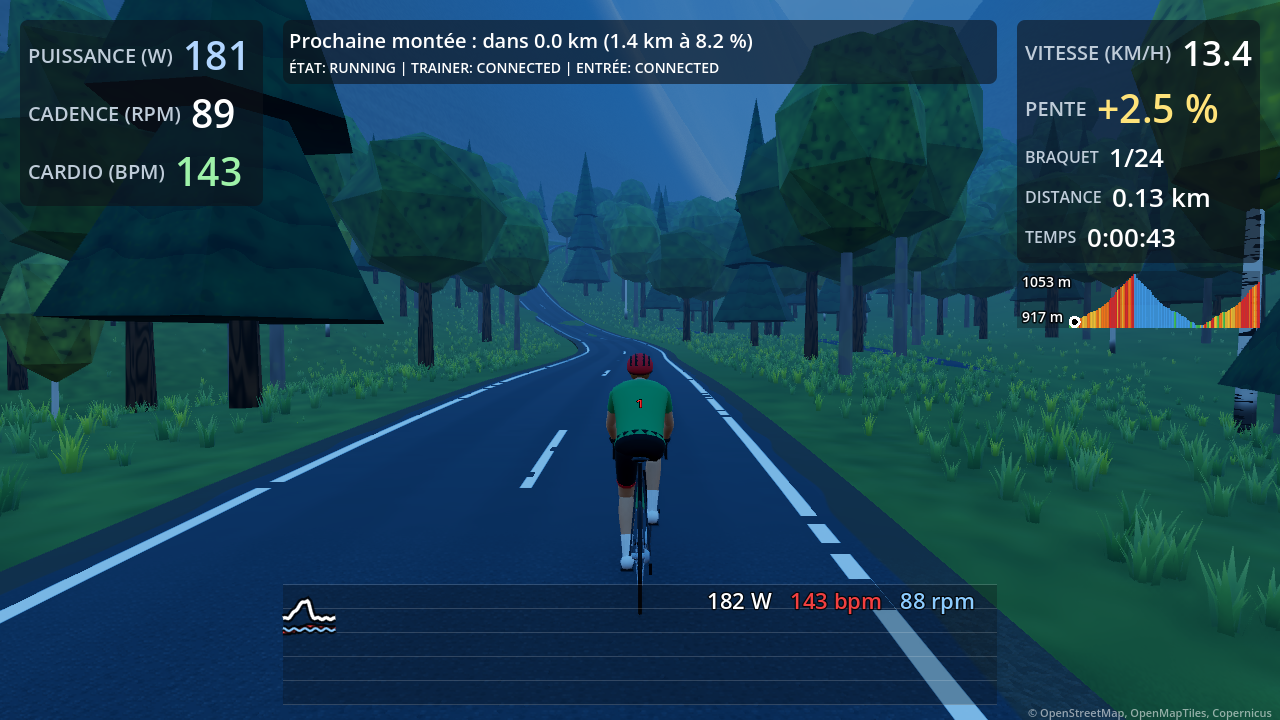 PUISSANCE (W) 181
CADENCE (RPM) 89
CARDIO (BPM) 143
Prochaine montée : dans 0.0 km (1.4 km à 8.2 %)
ÉTAT: RUNNING | TRAINER: CONNECTED | ENTRÉE: CONNECTED
VITESSE (KM/H) 13.4
PENTE +2.5 %
BRAQUET 1/24
DISTANCE 0.13 km
TEMPS 0:00:43
1053 m
917 m
1
182 W 143 bpm 88 rpm
© OpenStreetMap, OpenMapTiles, Copernicus